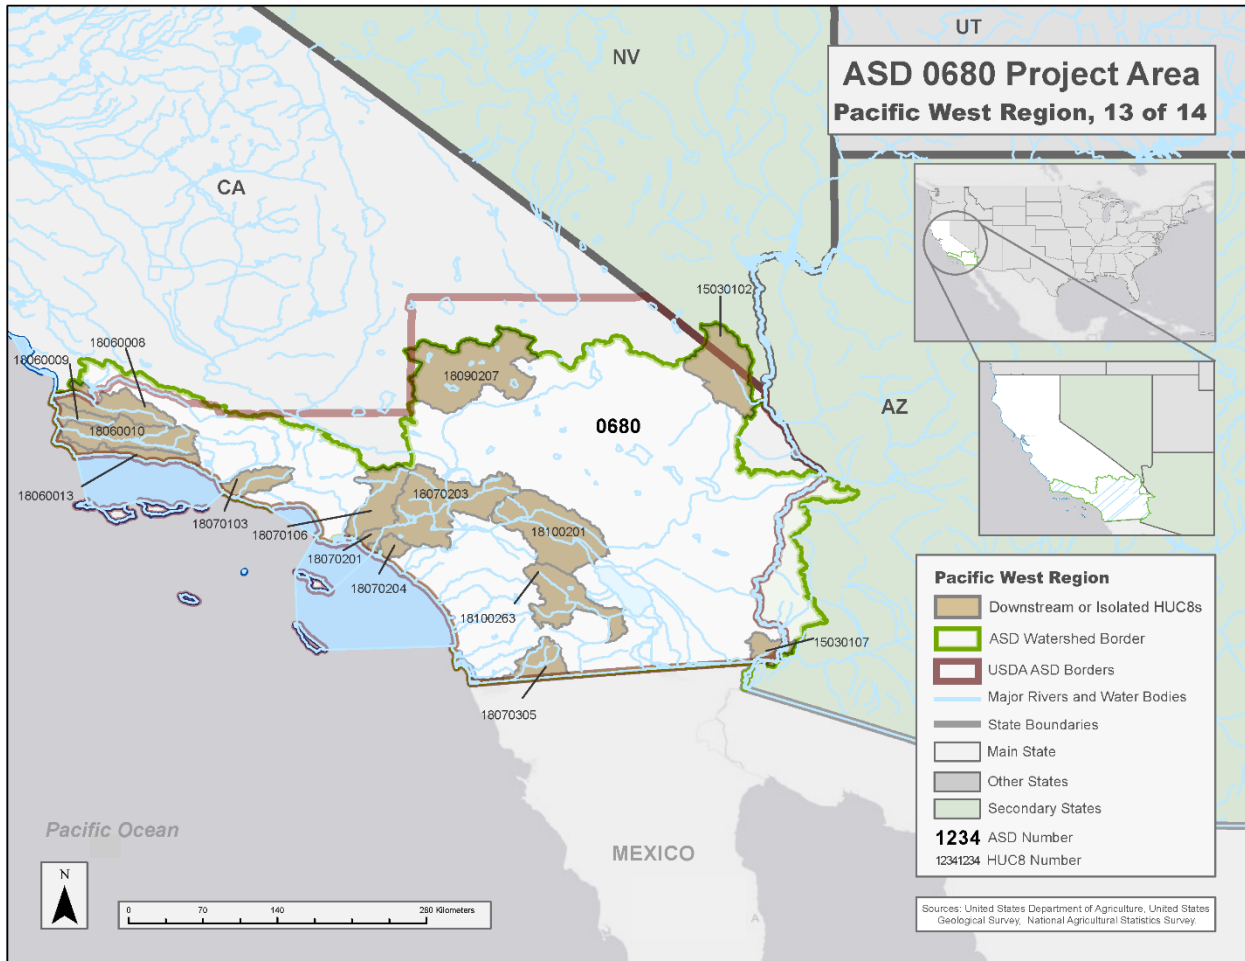 UT
NV
ASD 0680 Project Area
Pacific West Region, 13 of 14
CA
15030102
18060008
18060009
18090207
AZ
0680
18060010
18070203
18060013
18070103
18070106
18100201
18070201
18070204
18100263
15030107
18070305
Pacific West Region
Downstream or Isolated HUC8s
ASD Watershed Border
USDA ASD Borders
Major Rivers and Water Bodies
State Boundaries
Main State
Other States
Secondary States
1234 ASD Number
12341234 HUC8 Number
Pacific Ocean
MEXICO
N
0 70 140 280 Kilometers
A
Sources: United States Department of Agriculture, United States
Geological Survey, National Agricultural Statistics Survey.